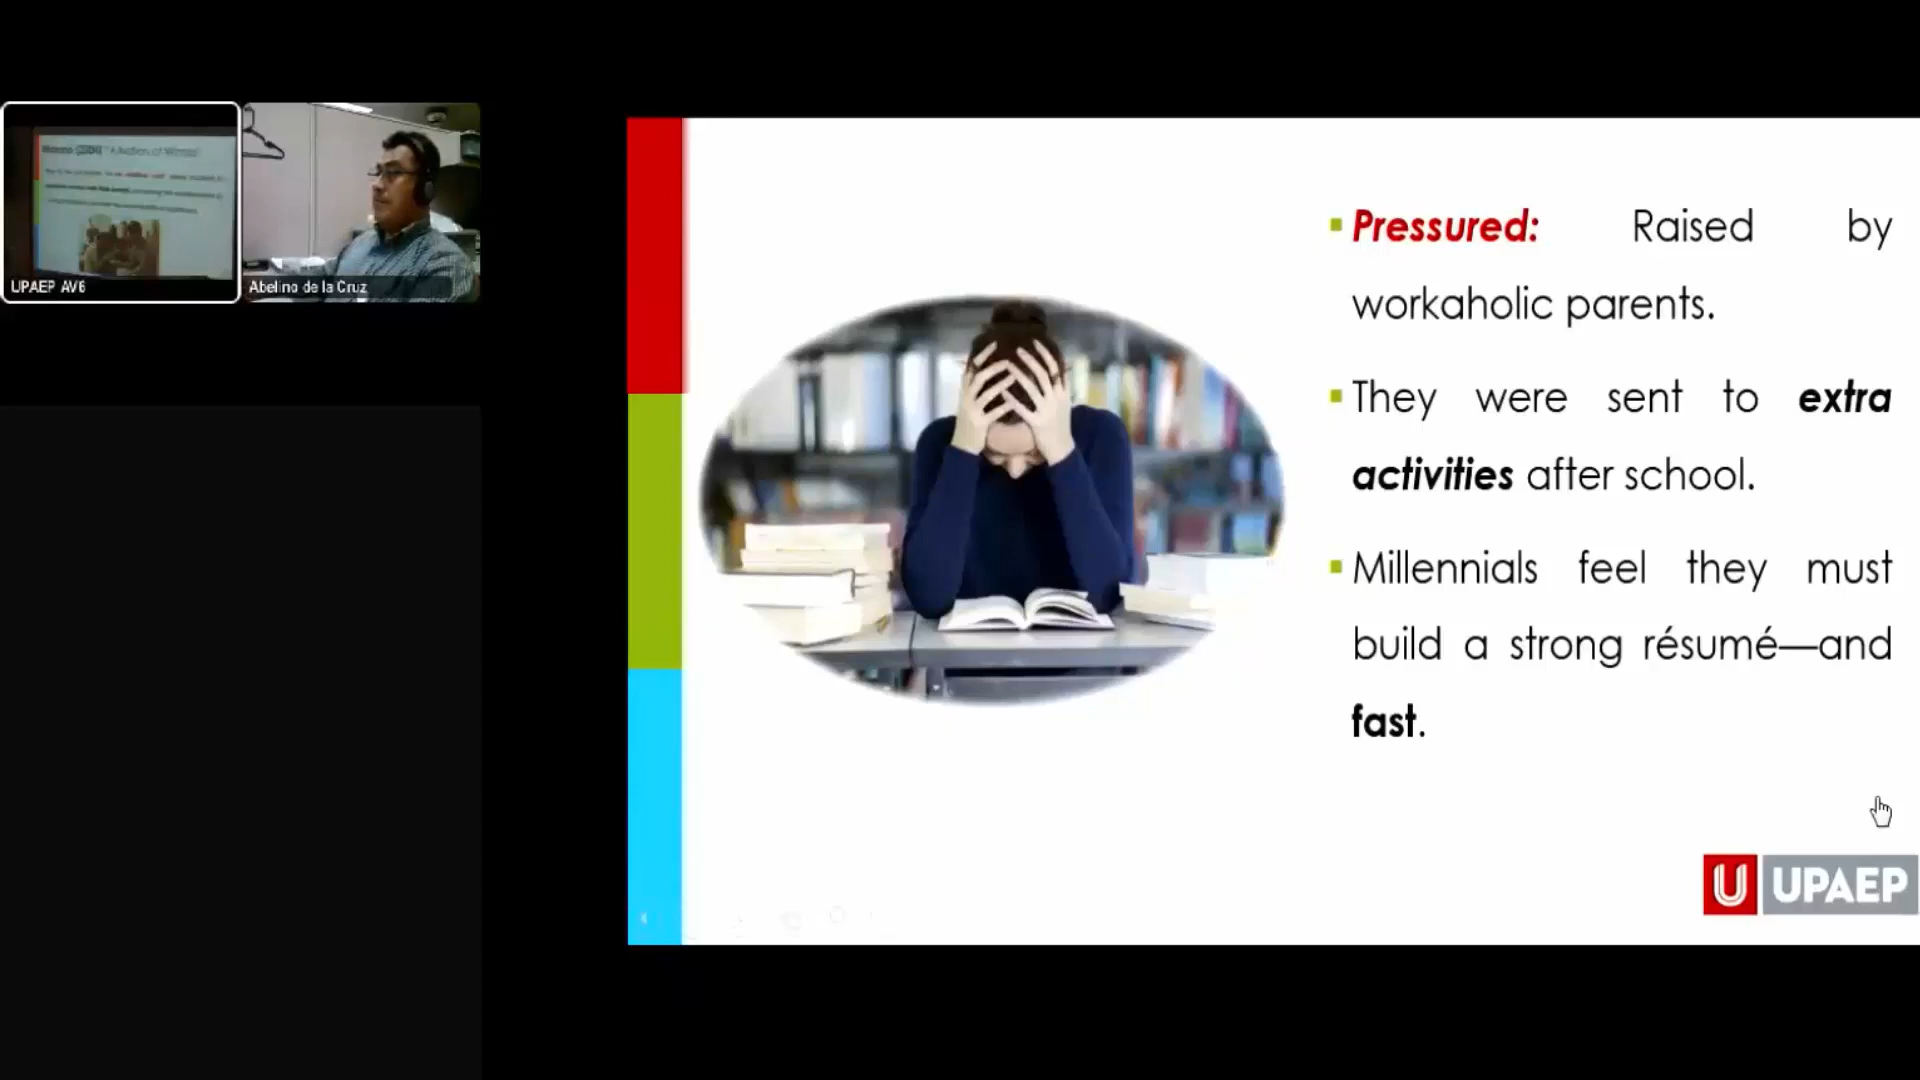 UPAEP AV6
Abelino de la Cruz
Pressured: Raised by
workaholic parents.
They were sent to extra
activities after school.
Millennials feel they must
build a strong résumé—and
fast.
U UPAEP